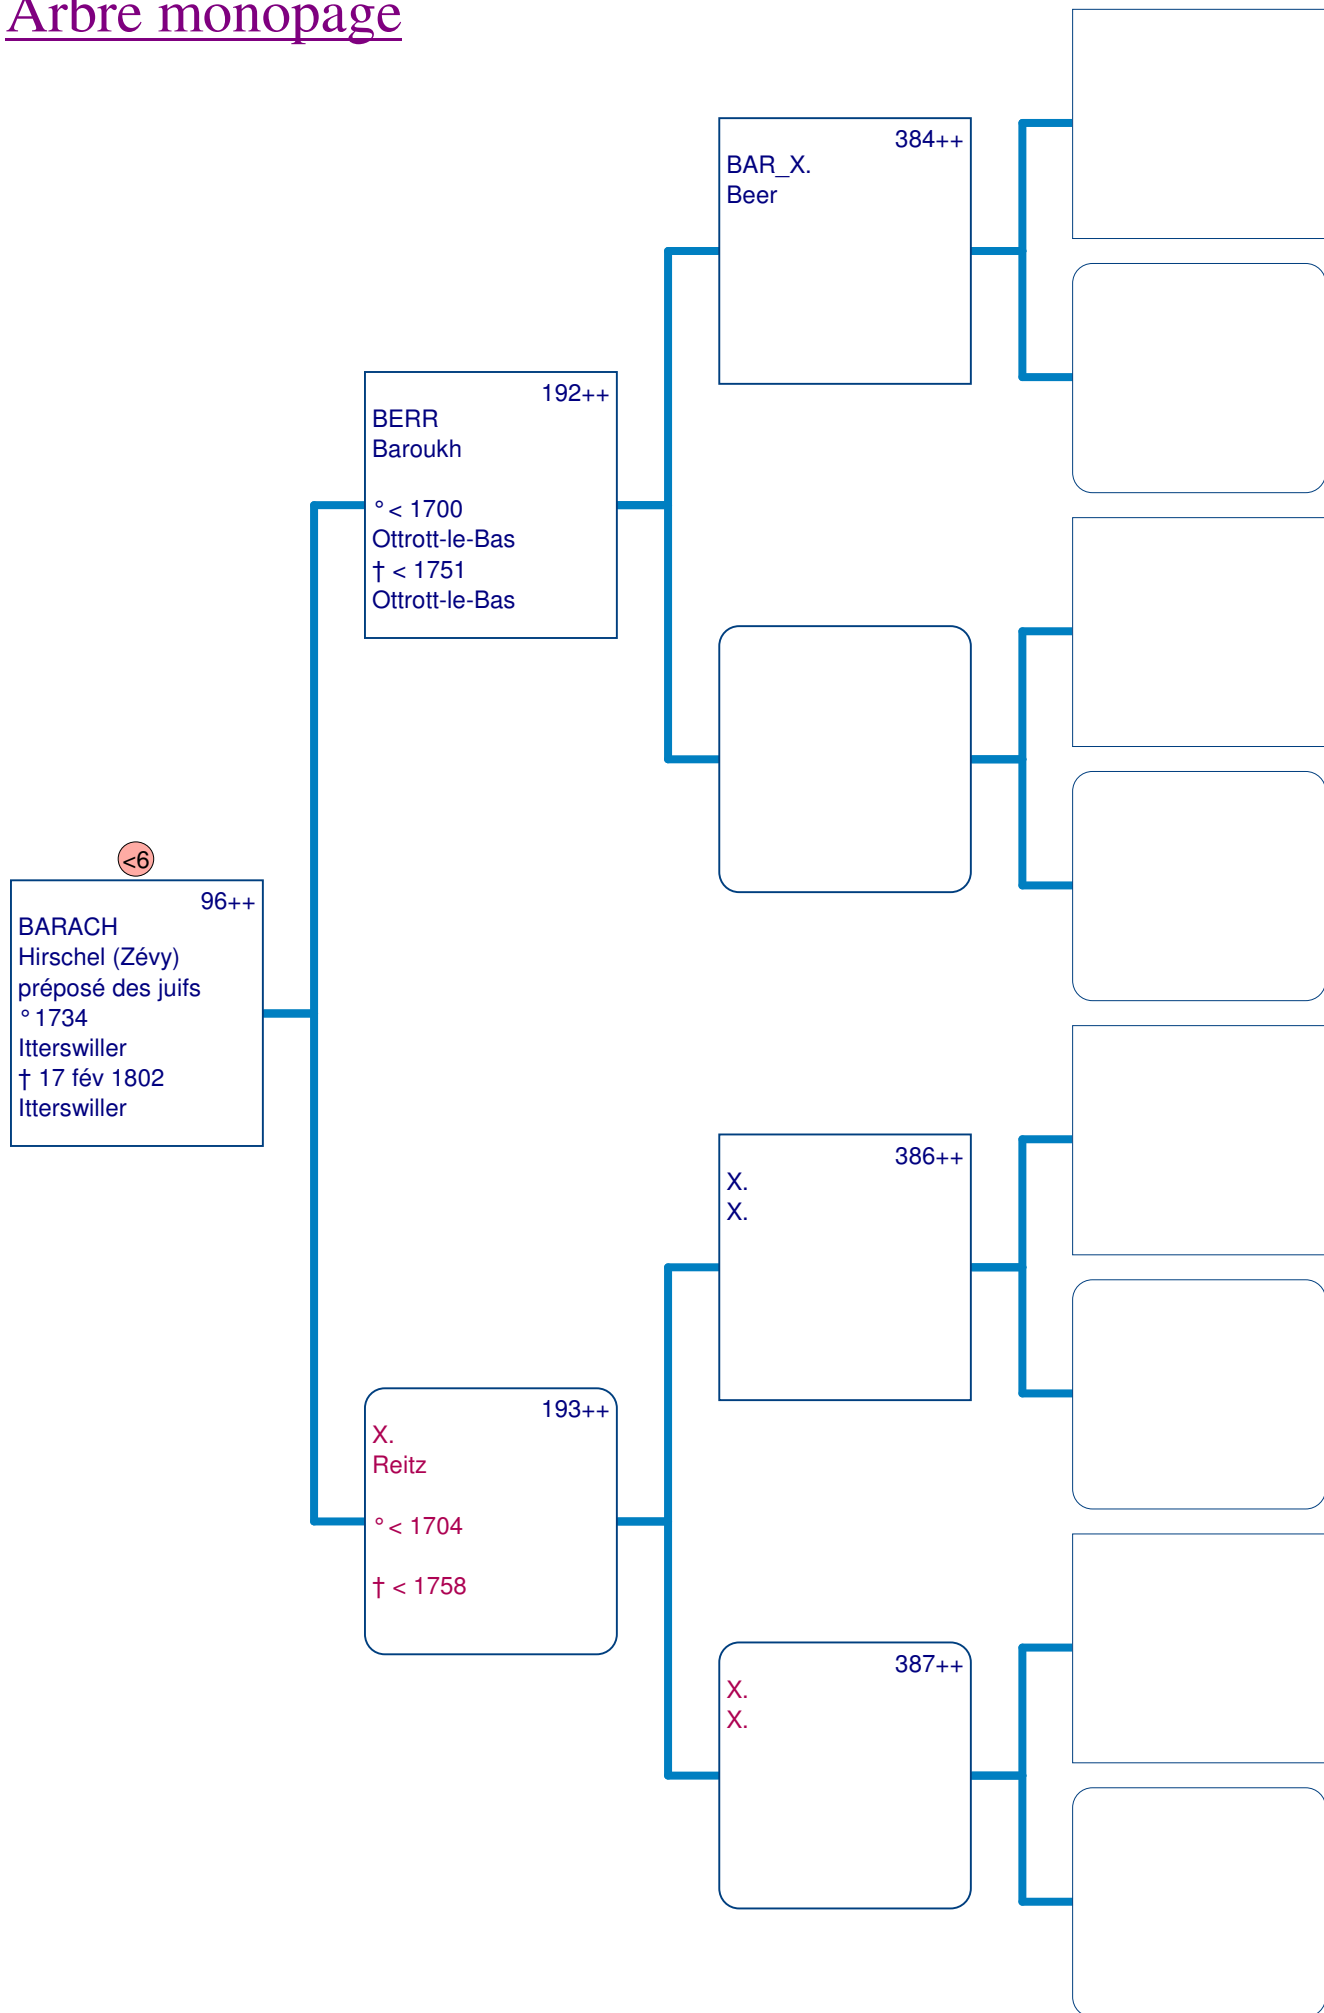 Arbre monopage
384++
BAR_X.
Beer
192++
BERR
Baroukh
° < 1700
Ottrott-le-Bas
† < 1751
Ottrott-le-Bas
<6
96++
BARACH
Hirschel (Zévy)
préposé des juifs
° 1734
Itterswiller
† 17 fév 1802
Itterswiller
386++
X.
X.
193++
X.
Reitz
° < 1704
† < 1758
387++
X.
X.